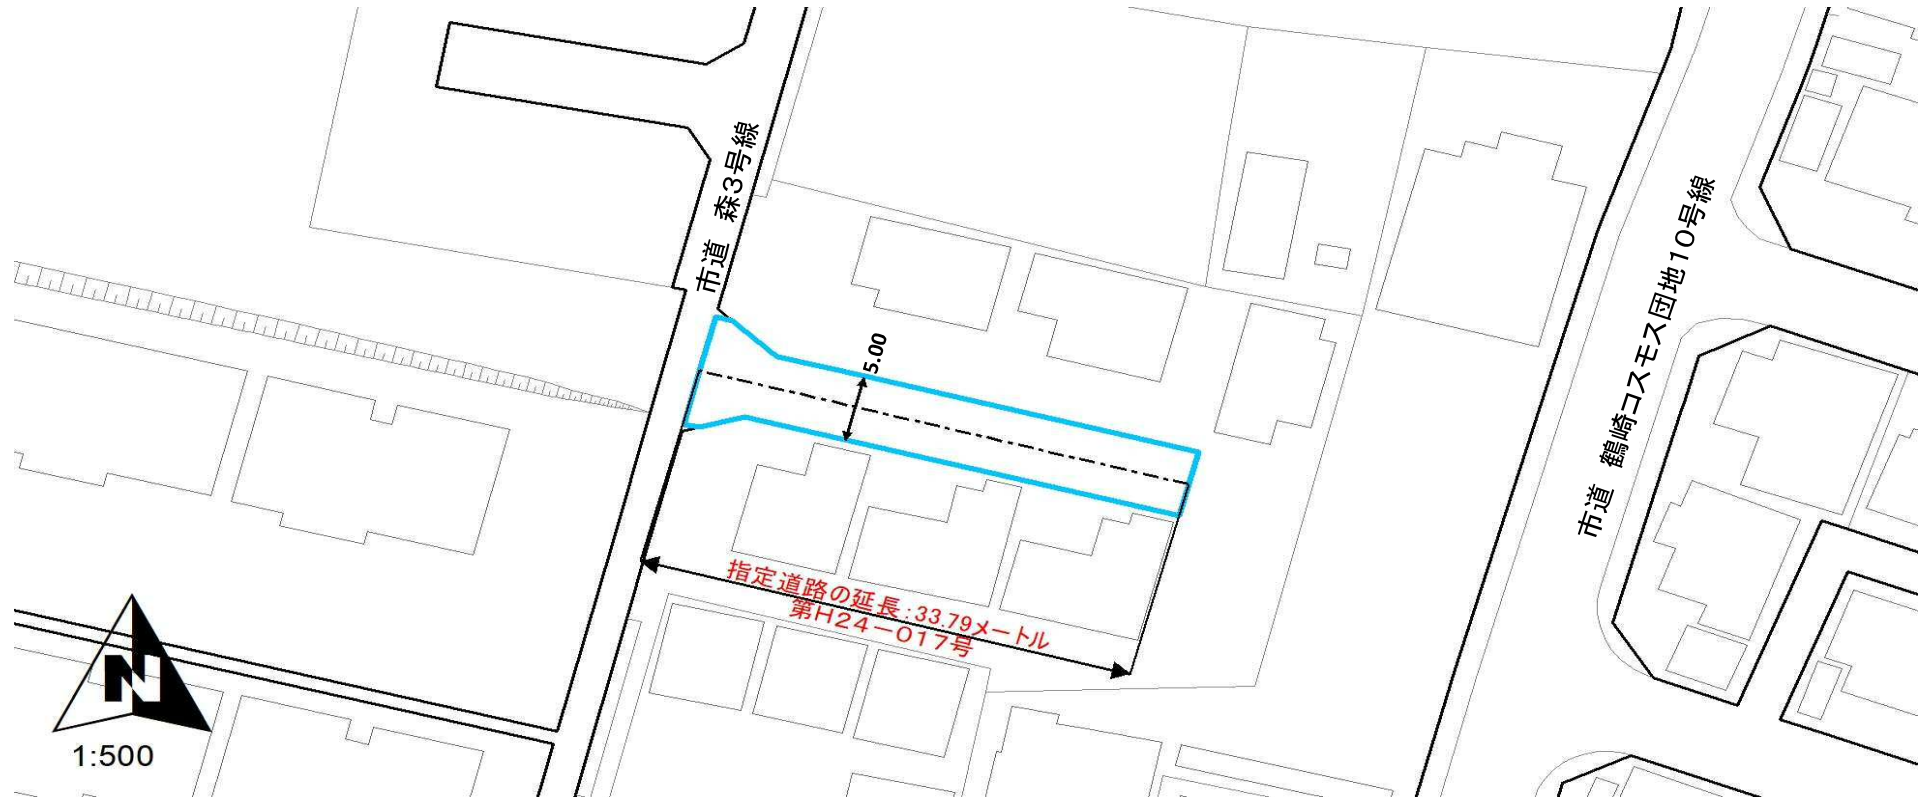 市道 森3号線
市道 鶴崎コスモス団地10号線
5.00
指定道路の延長:33.79メートル
第H24-017号
N
1:500